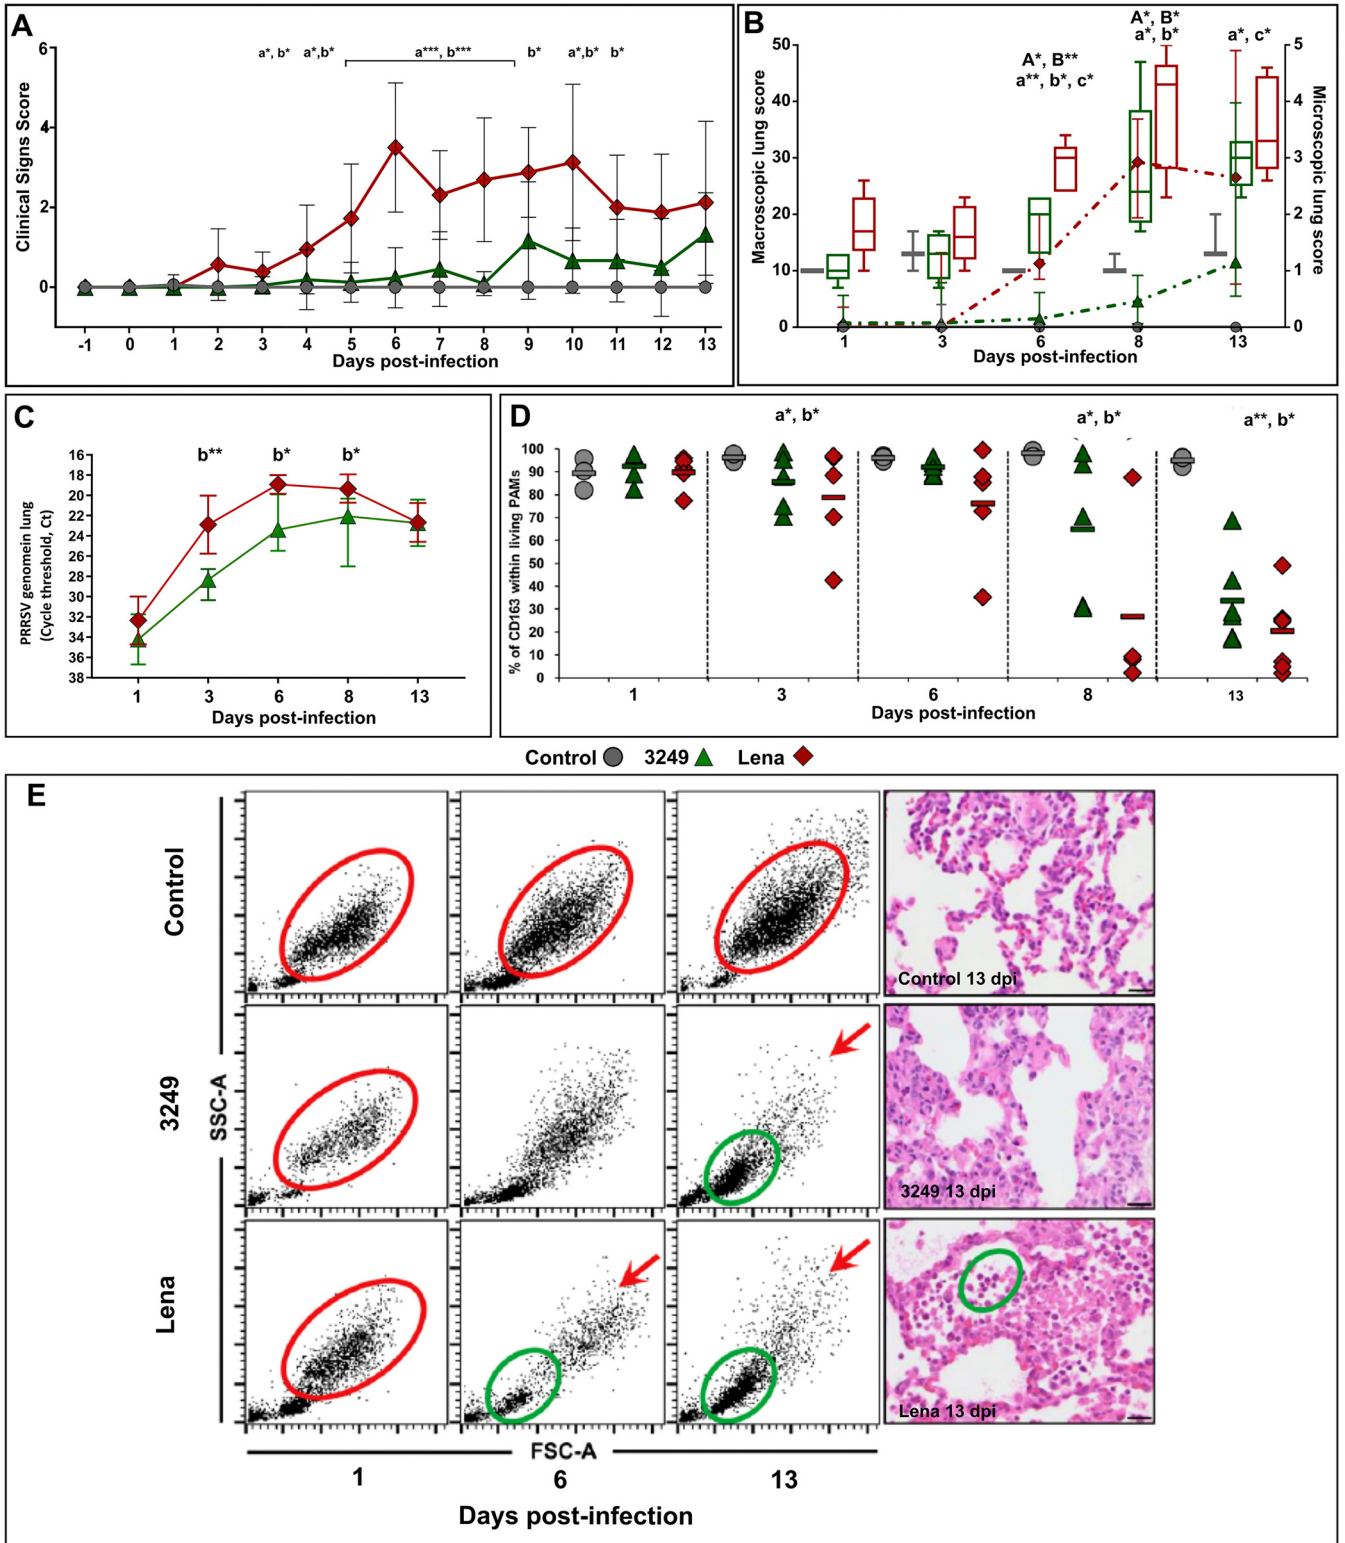 A
6
4
2
0
Clinical Signs Score
a*, b*
a*,b*
a***, b***
b*
a*,b*
b*
-1 0 1 2 3 4 5 6 7 8 9 10 11 12 13
Days post-infection
B
50
40
30
20
10
0
Macroscopic lung score
A*, B**
a**, b*, c*
A*, B*
a*, b*
a*, c*
5
4
3
2
1
0
Microscopic lung score
1 3 6 8 13
Days post-infection
C
16
18
20
22
24
26
28
30
32
34
36
38
PRRSV genomein lung
(Cycle threshold, Ct)
b**
b*
b*
1 3 6 8 13
Days post-infection
D
100
90
80
70
60
50
40
30
20
10
0
% of CD163 within living PAMs
a*, b*
a*, b*
a**, b*
1 3 6 8 13
Days post-infection
Control 3249 Lena
E
Control
3249
Lena
SSC-A
Control 13 dpi
3249 13 dpi
Lena 13 dpi
FSC-A
1 6 13
Days post-infection